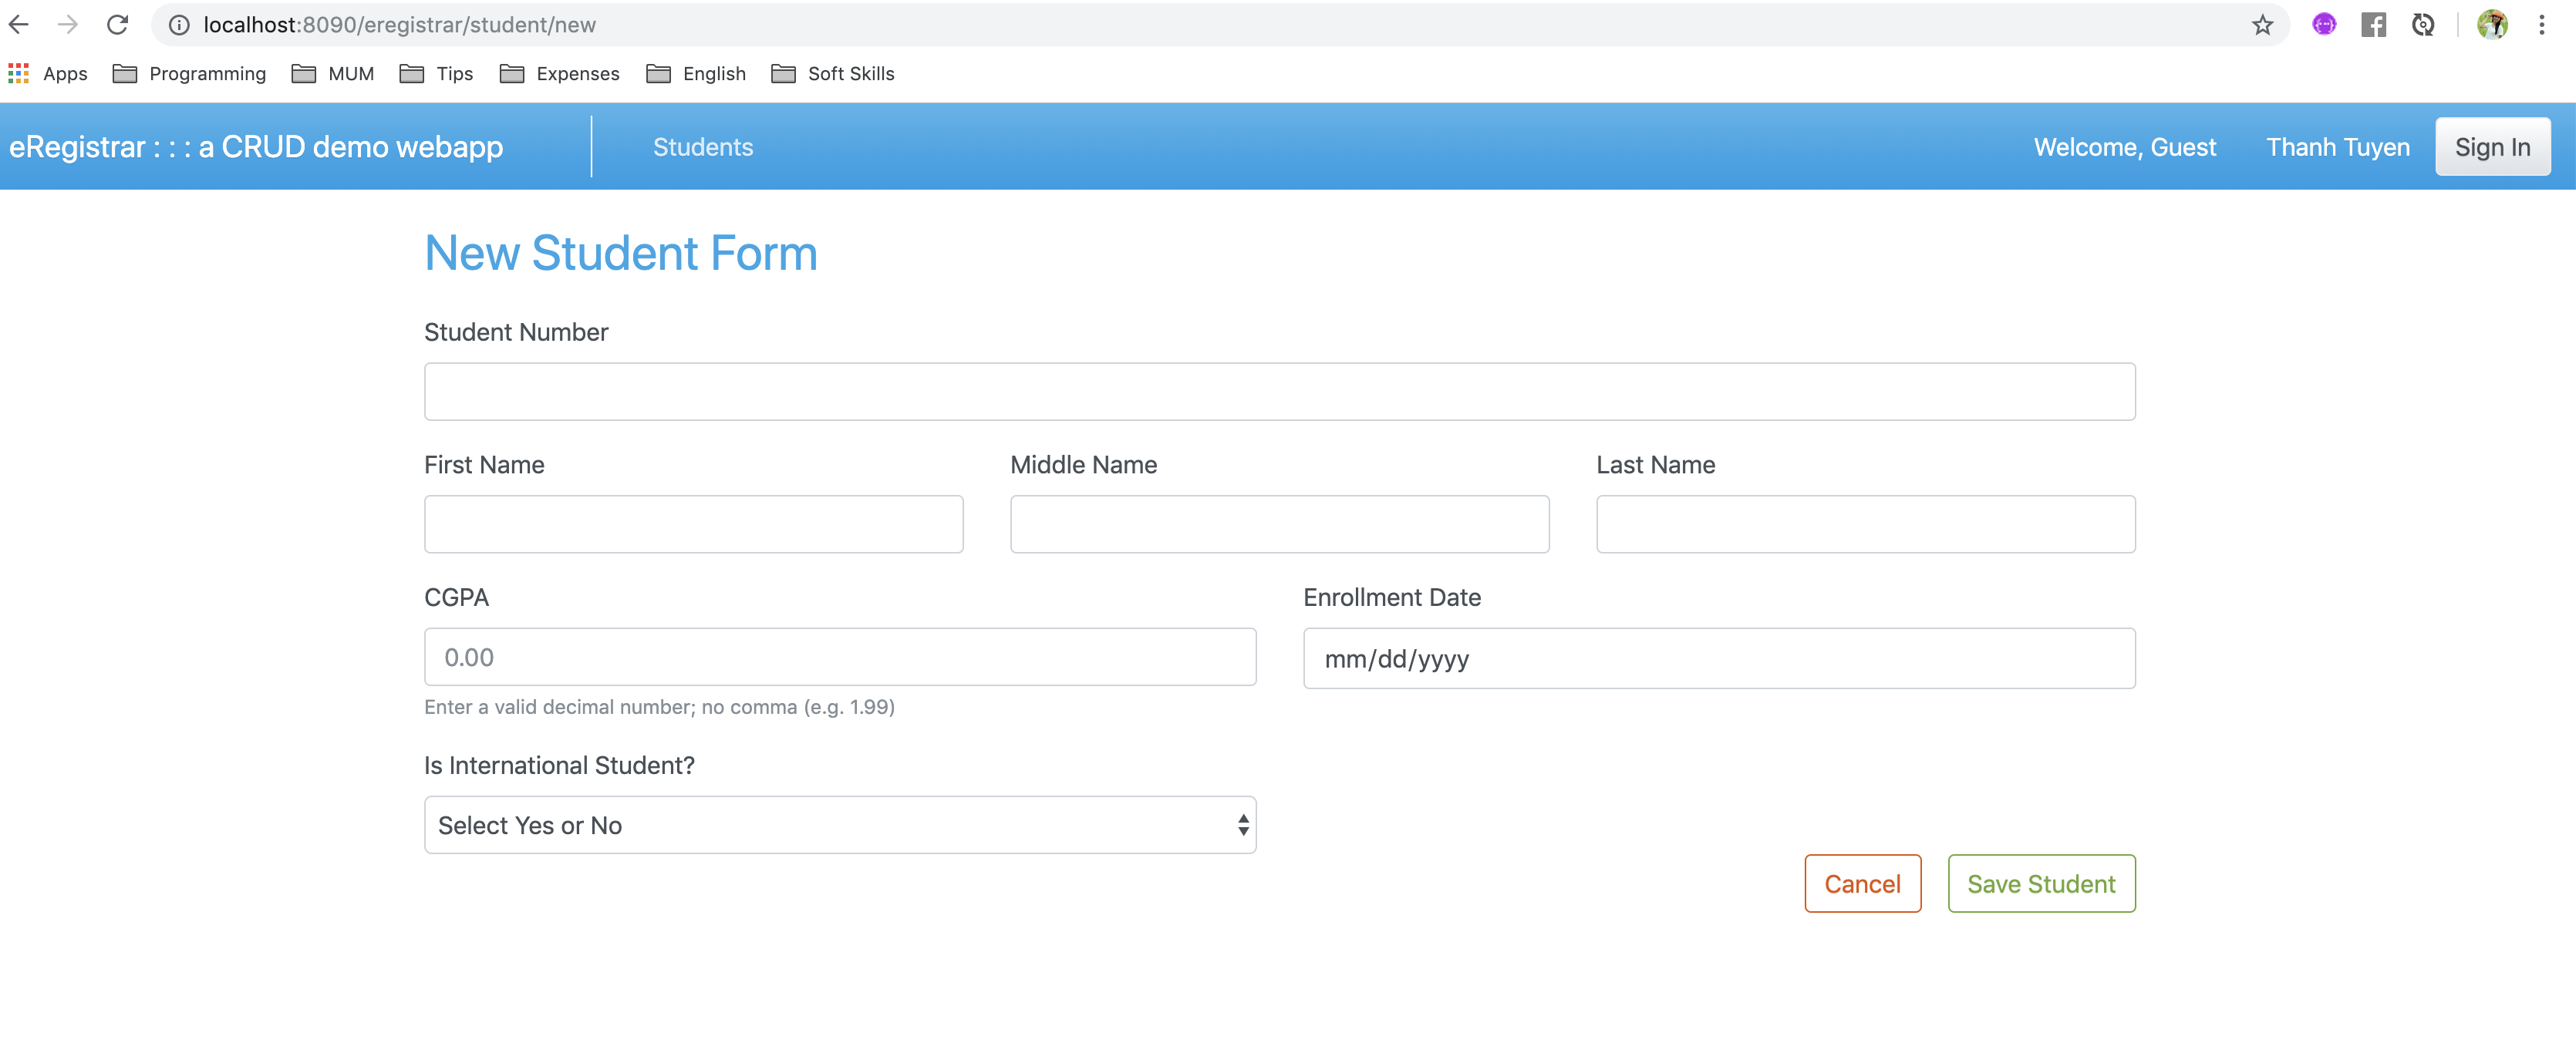 localhost:8090/eregistrar/student/new
Apps Programming MUM Tips Expenses English Soft Skills
eRegistrar : : : a CRUD demo webapp Students Welcome, Guest Thanh Tuyen Sign In
New Student Form
Student Number
First Name Middle Name Last Name
CGPA Enrollment Date
0.00 mm/dd/yyyy
Enter a valid decimal number; no comma (e.g. 1.99)
Is International Student?
Select Yes or No
Cancel Save Student